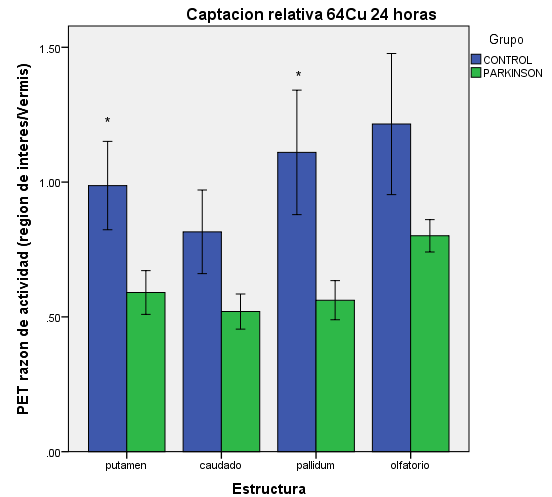 Captacion relativa 64Cu 24 horas
Grupo
CONTROL
PARKINSON
PET razon de actividad (region de interes/Vermis)
1.50
1.00
.50
.00
*
*
putamen caudado pallidum olfatorio
Estructura